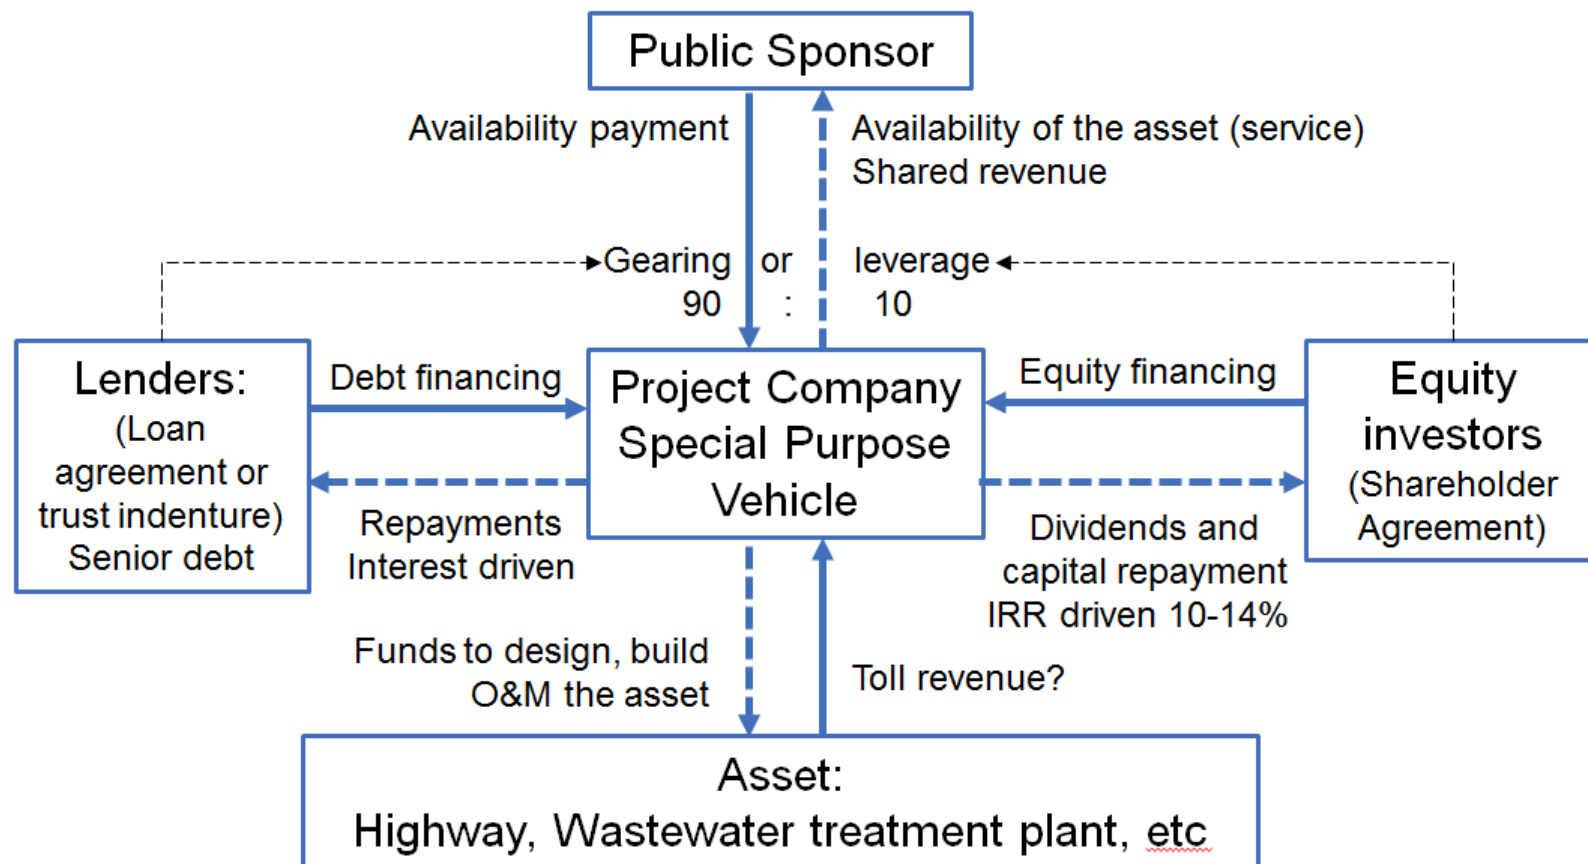 Public Sponsor
Availability payment
Availability of the asset (service)
Shared revenue
Gearing or leverage
90 : 10
Lenders:
(Loan
agreement or
trust indenture)
Senior debt
Debt financing
Repayments
Interest driven
Project Company
Special Purpose
Vehicle
Equity financing
Dividends and
capital repayment
IRR driven 10-14%
Equity
investors
(Shareholder
Agreement)
Funds to design, build
O&M the asset
Toll revenue?
Asset:
Highway, Wastewater treatment plant, etc